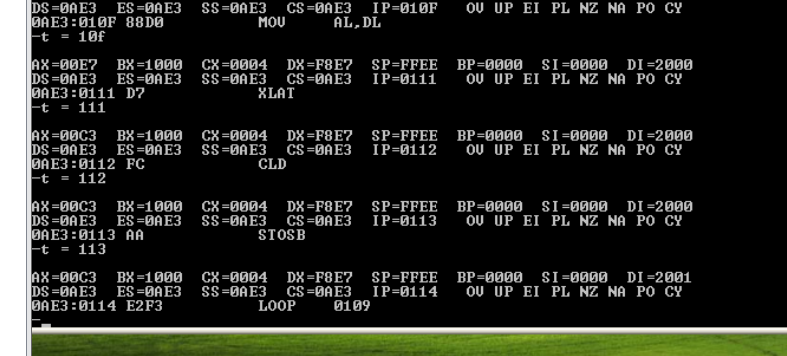 DS=0AE3  ES=0AE3  SS=0AE3  CS=0AE3  IP=010F   OV UP EI PL NZ NA PO CY
0AE3:010F 88D0          MOV     AL,DL
-t = 10f
AX=00E7  BX=1000  CX=0004  DX=F8E7  SP=FFEE  BP=0000  SI=0000  DI=2000
DS=0AE3  ES=0AE3  SS=0AE3  CS=0AE3  IP=0111   OV UP EI PL NZ NA PO CY
0AE3:0111 D7            XLAT
-t = 111
AX=00C3  BX=1000  CX=0004  DX=F8E7  SP=FFEE  BP=0000  SI=0000  DI=2000
DS=0AE3  ES=0AE3  SS=0AE3  CS=0AE3  IP=0112   OV UP EI PL NZ NA PO CY
0AE3:0112 FC            CLD
-t = 112
AX=00C3  BX=1000  CX=0004  DX=F8E7  SP=FFEE  BP=0000  SI=0000  DI=2000
DS=0AE3  ES=0AE3  SS=0AE3  CS=0AE3  IP=0113   OV UP EI PL NZ NA PO CY
0AE3:0113 AA            STOSB
-t = 113
AX=00C3  BX=1000  CX=0004  DX=F8E7  SP=FFEE  BP=0000  SI=0000  DI=2001
DS=0AE3  ES=0AE3  SS=0AE3  CS=0AE3  IP=0114   OV UP EI PL NZ NA PO CY
0AE3:0114 E2F3          LOOP    0109
-